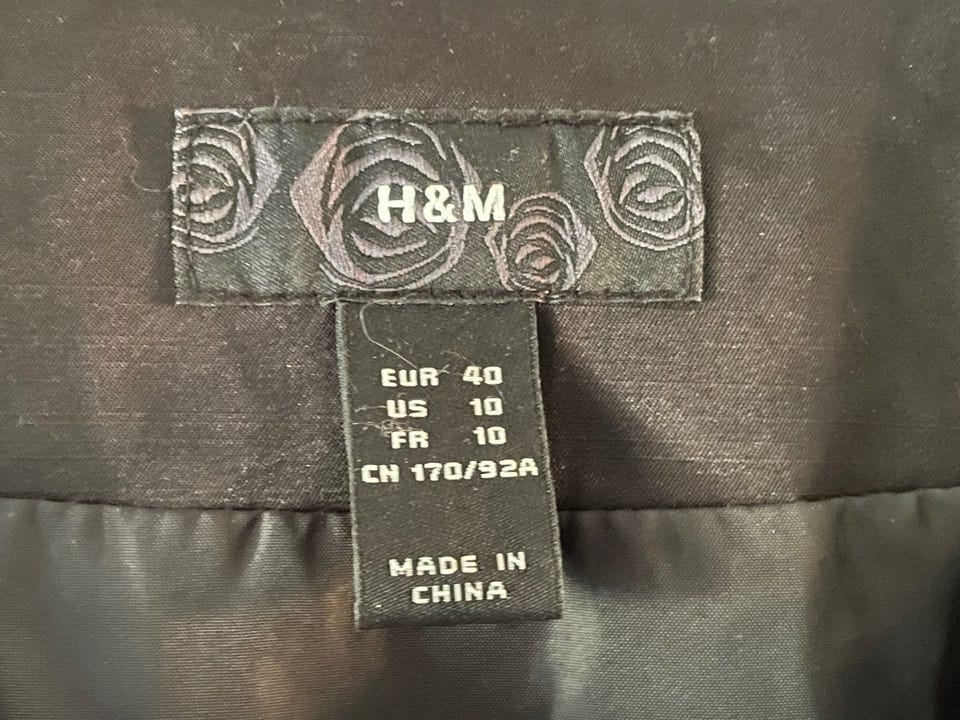 H&M
EUR 40
US 10
FR 10
CN 170/92A
MADE IN
CHINA